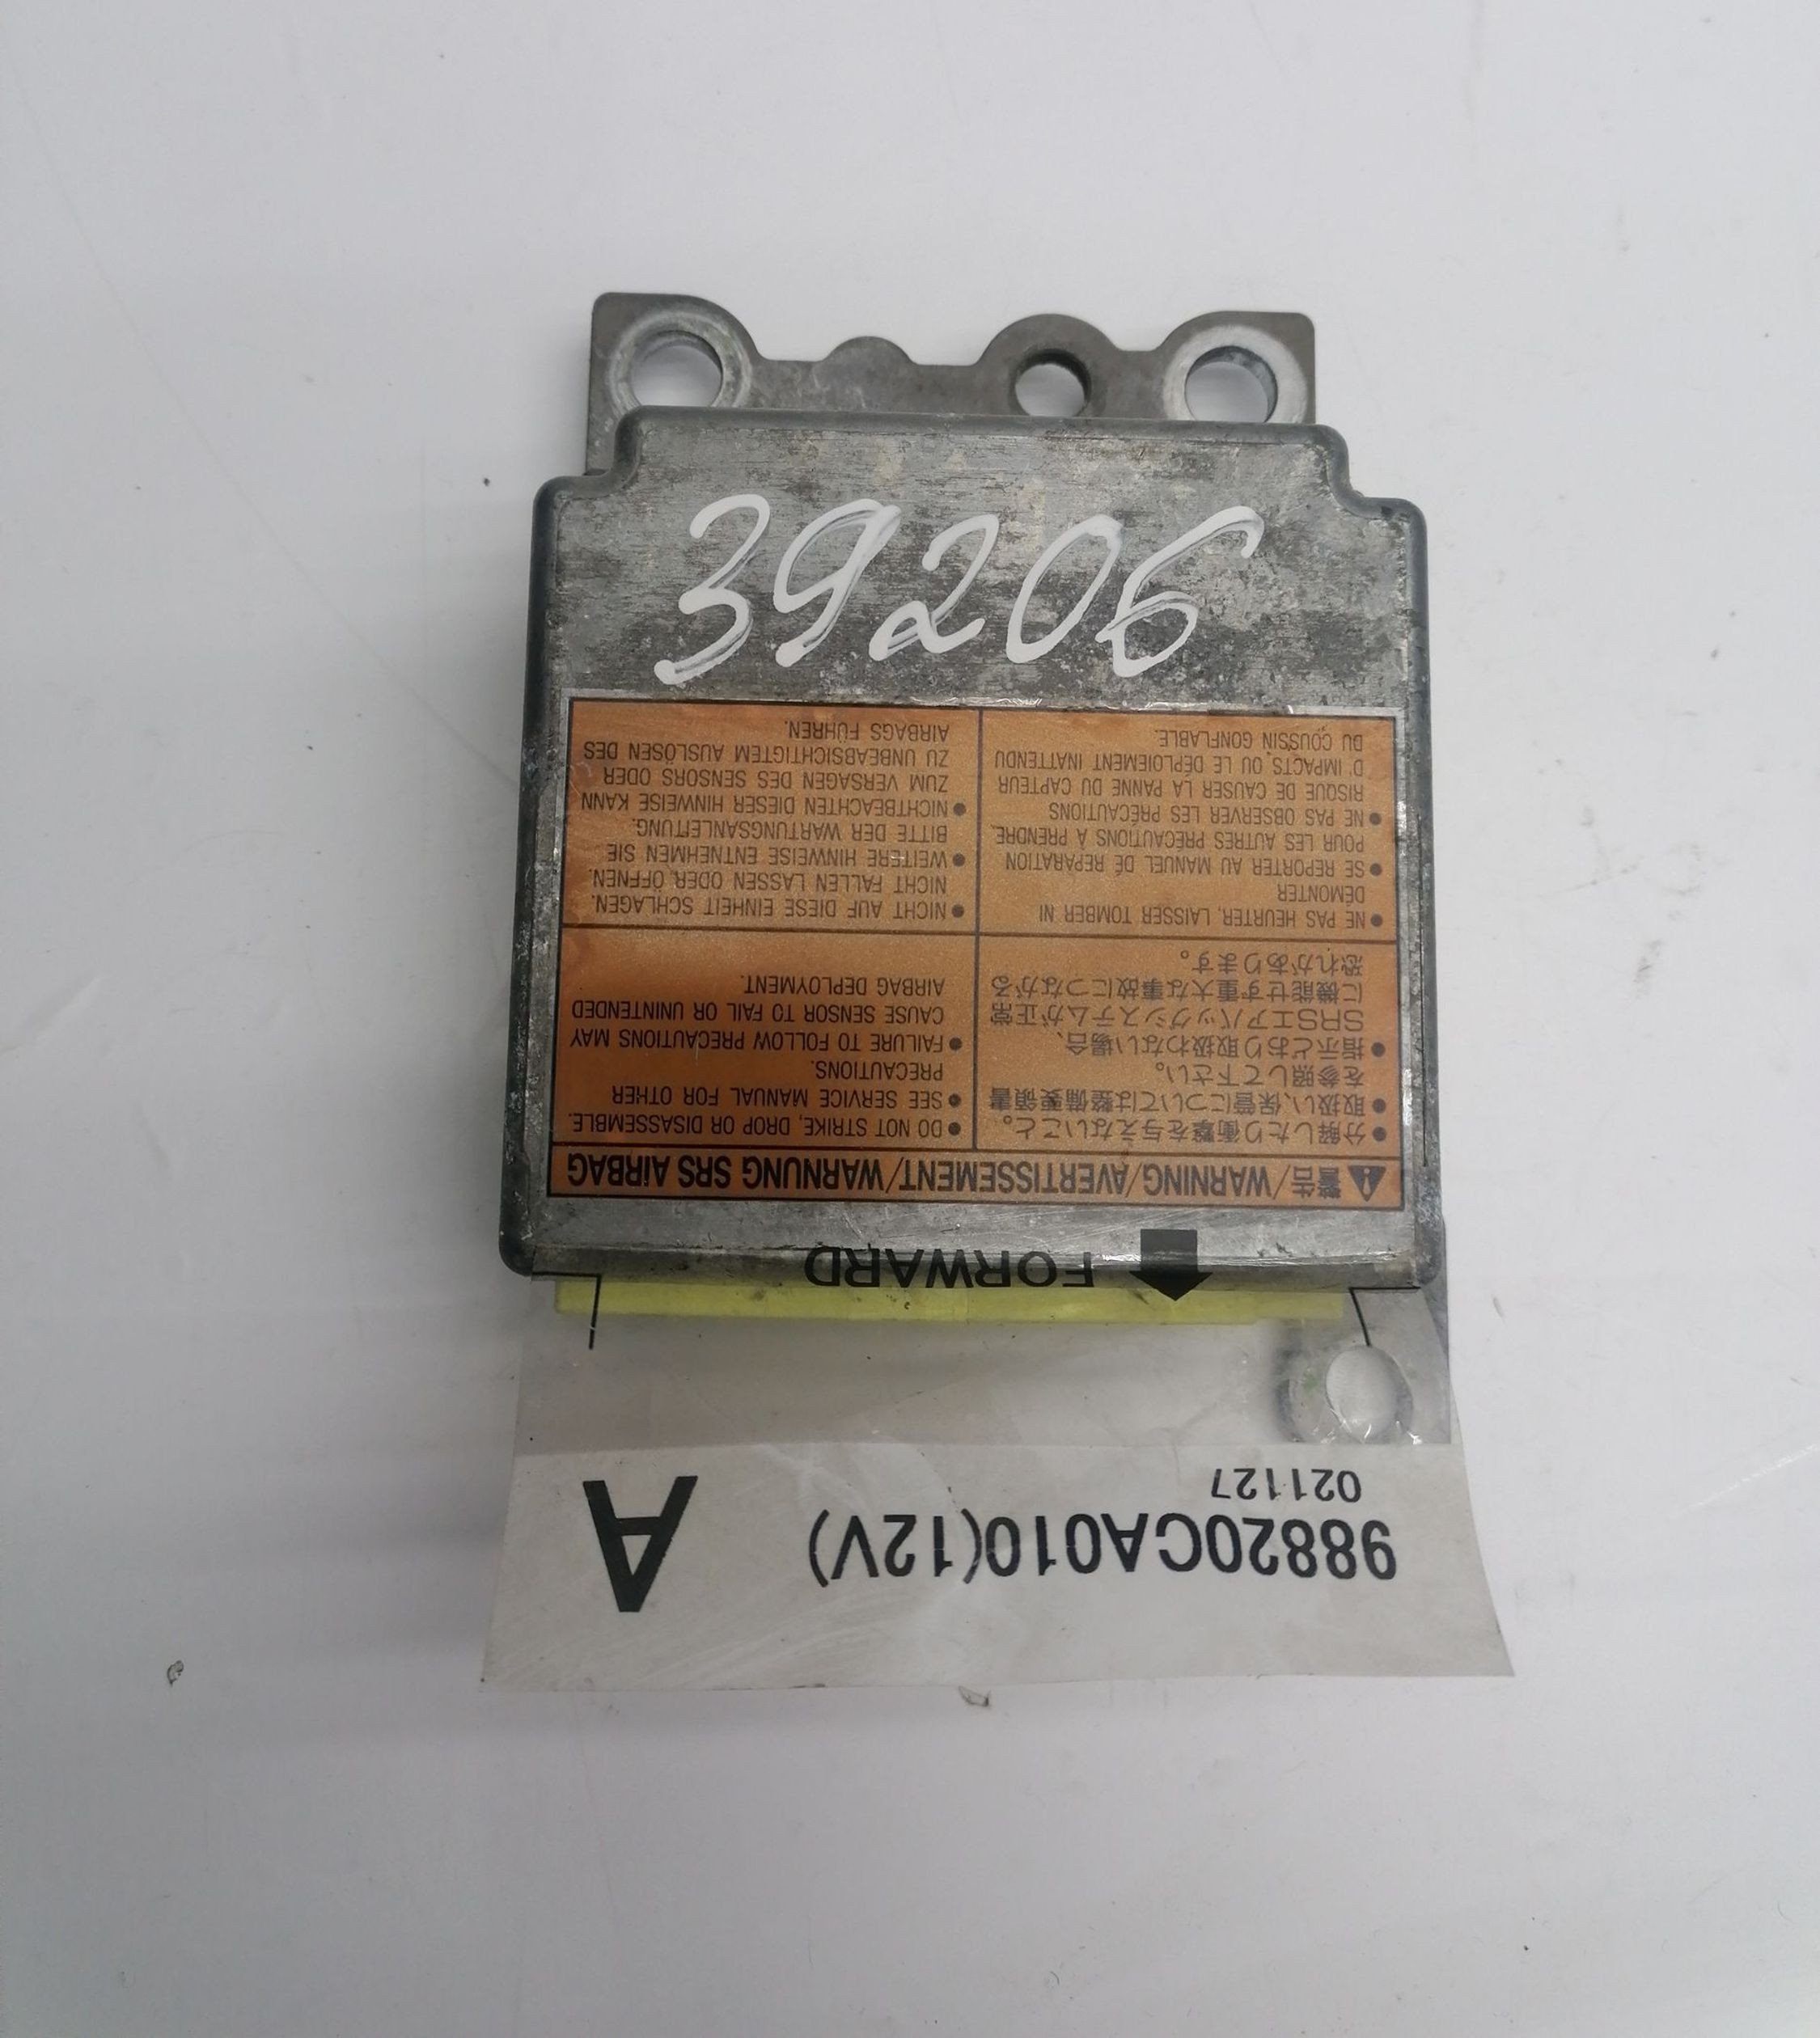 39206
FORWARD
⚠警告/WARNING/AVERTISSEMENT/WARNUNG SRS AIRBAG
●分解したり衝撃を与えないこと。
●取扱い、保管については整備要領書
を参照して下さい。
●指示どおり取扱わない場合、
SRSエアバッグシステムが正常
に機能せず重大な事故につながる
恐れがあります。
●DO NOT STRIKE, DROP OR DISASSEMBLE.
●SEE SERVICE MANUAL FOR OTHER
PRECAUTIONS.
●FAILURE TO FOLLOW PRECAUTIONS MAY
CAUSE SENSOR TO FAIL OR UNINTENDED
AIRBAG DEPLOYMENT.
●NE PAS HEURTER, LAISSER TOMBER NI
DÉMONTER
●SE REPORTER AU MANUEL DE RÉPARATION
POUR LES AUTRES PRÉCAUTIONS À PRENDRE.
●NE PAS OBSERVER LES PRÉCAUTIONS
RISQUE DE CAUSER LA PANNE DU CAPTEUR
D'IMPACTS, OU LE DÉPLOIEMENT INATTENDU
DU COUSSIN GONFLABLE.
●NICHT AUF DIESE EINHEIT SCHLAGEN.
NICHT FALLEN LASSEN ODER ÖFFNEN.
●WEITERE HINWEISE ENTNEHMEN SIE
BITTE DER WARTUNGSANLEITUNG.
●NICHTBEACHTEN DIESER HINWEISE KANN
ZUM VERSAGEN DES SENSORS ODER
ZU UNBEABSICHTIGTEM AUSLÖSEN DES
AIRBAGS FÜHREN.
98820CA010(12V)
021127
A